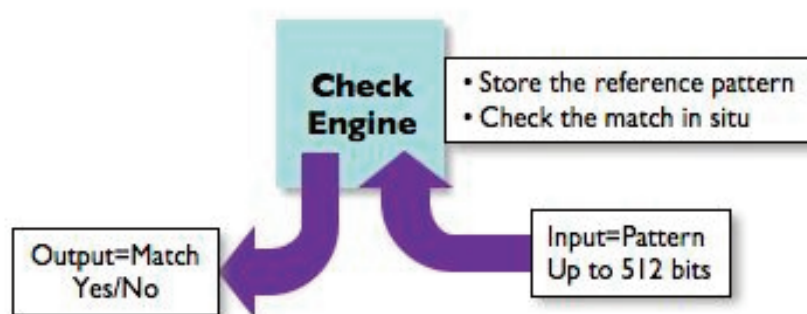 Check
Engine
• Store the reference pattern
• Check the match in situ
Output=Match
Yes/No
Input=Pattern
Up to 512 bits